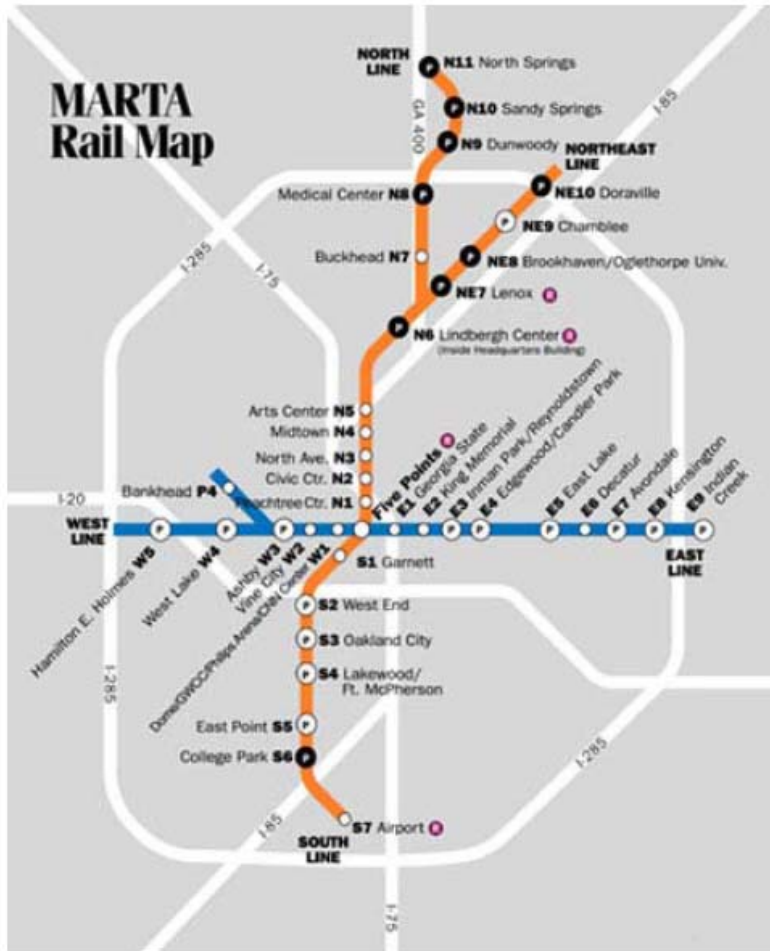 MARTA
Rail Map
NORTH
LINE
N11 North Springs
N10 Sandy Springs
N9 Dunwoody
GA 400
I-85
NORTHEAST
LINE
Medical Center N8
NE10 Doraville
NE9 Chamblee
I-285
I-75
Buckhead N7
NE8 Brookhaven/Oglethorpe Univ.
NE7 Lenox R
N6 Lindbergh Center R
(Inside Headquarters Building)
Arts Center N5
Midtown N4
North Ave. N3
Civic Ctr. N2
Peachtree Ctr. N1
Bankhead P4
I-20
WEST
LINE
Five Points R
E1 Georgia State
E2 King Memorial
E3 Inman Park/Reynoldstown
E4 Edgewood/Candler Park
E5 East Lake
E6 Decatur
E7 Avondale
E8 Kensington
E9 Indian
Creek
EAST
LINE
Hamilton E. Holmes W5
West Lake W4
Ashby W3
Vine City W2
Dome/GWCC/Philips Arena/CNN Center W1
S1 Garnett
S2 West End
S3 Oakland City
S4 Lakewood/
Ft. McPherson
East Point S5
College Park S6
S7 Airport R
SOUTH
LINE
I-285
I-85
I-285
I-75